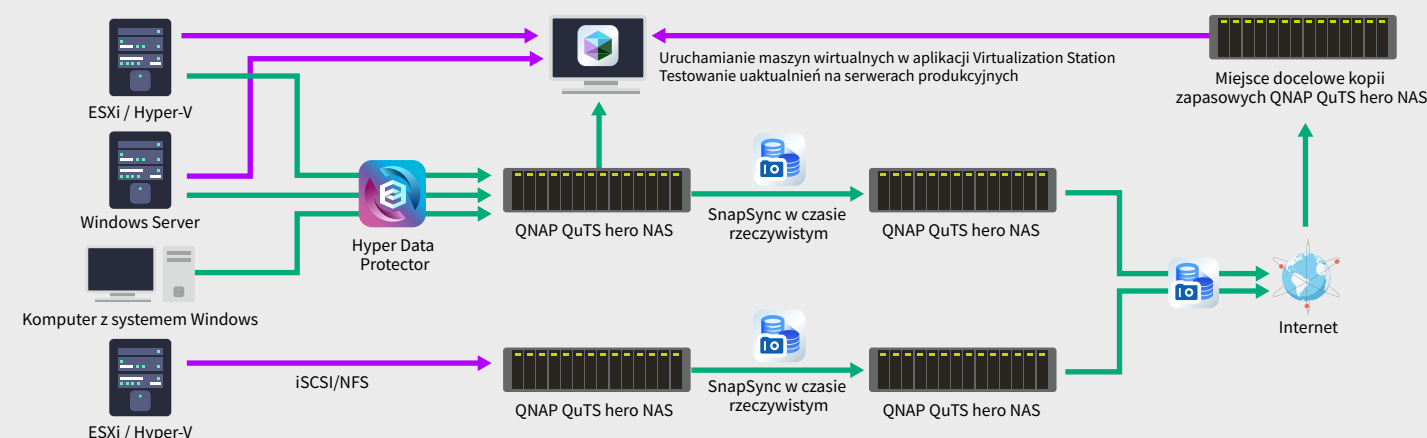 Uruchamianie maszyn wirtualnych w aplikacji Virtualization Station
Testowanie uaktualnień na serwerach produkcyjnych
Miejsce docelowe kopii
zapasowych QNAP QuTS hero NAS
ESXi / Hyper-V
Windows Server
Hyper Data
Protector
QNAP QuTS hero NAS
SnapSync w czasie
rzeczywistym
QNAP QuTS hero NAS
Komputer z systemem Windows
Internet
iSCSI/NFS
QNAP QuTS hero NAS
SnapSync w czasie
rzeczywistym
QNAP QuTS hero NAS
ESXi / Hyper-V